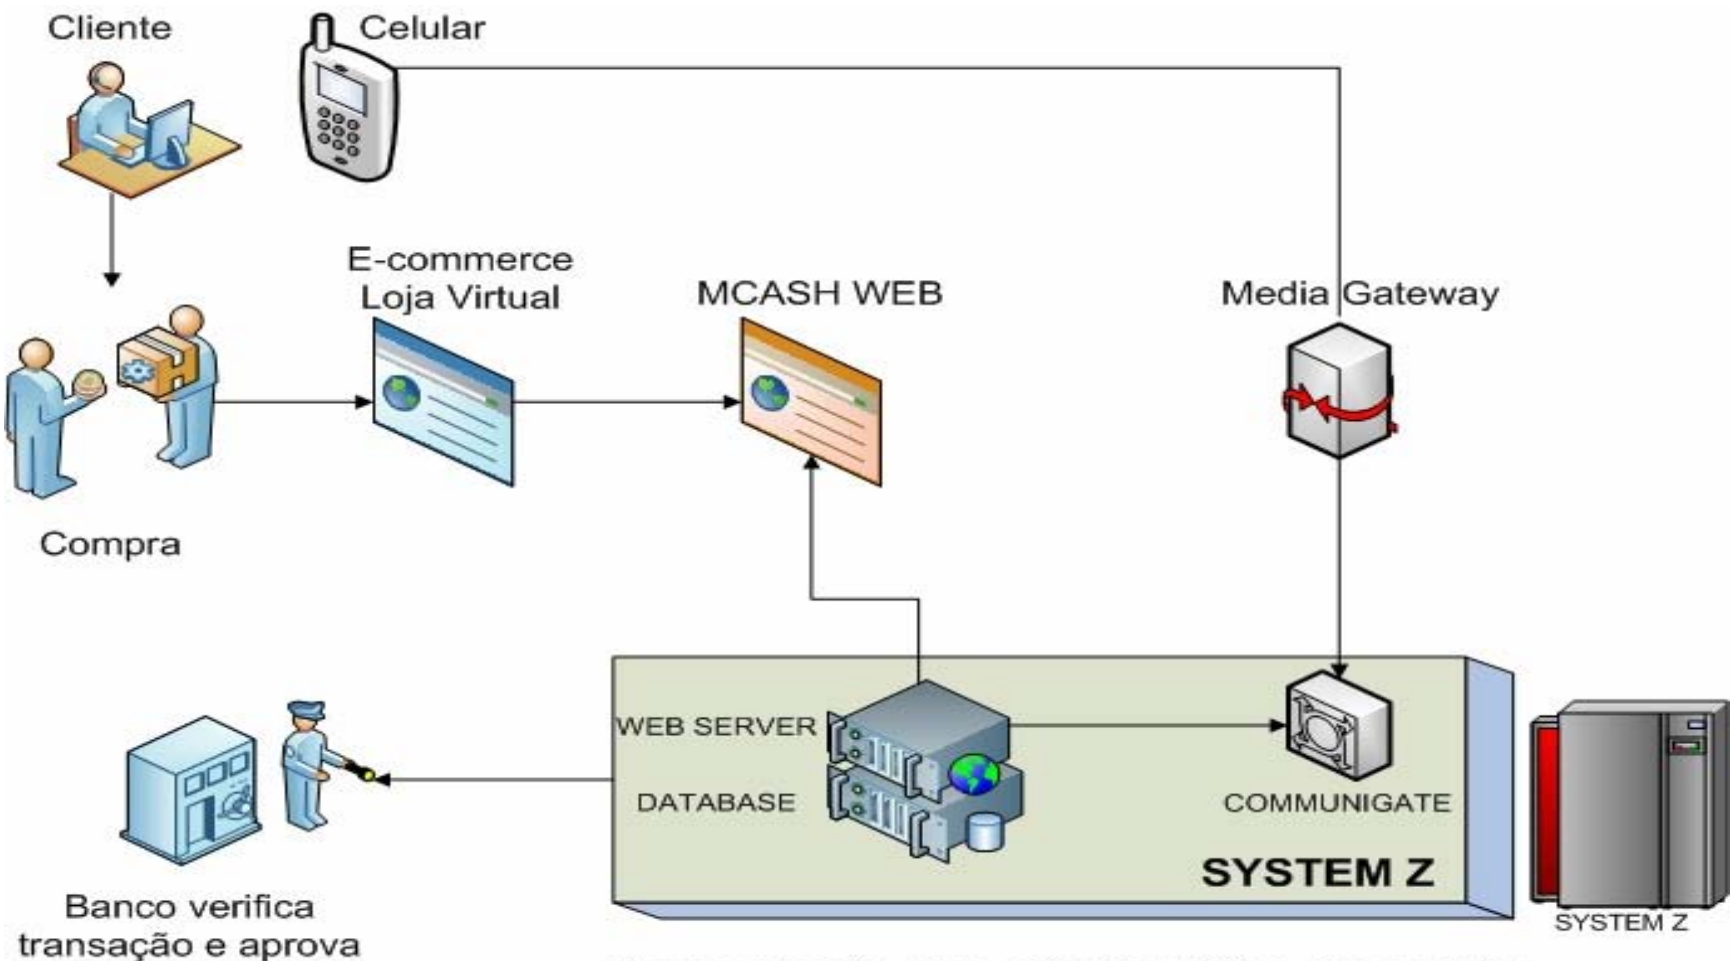 Cliente
Celular
E-commerce
Loja Virtual
MCASH WEB
Media Gateway
Compra
WEB SERVER
DATABASE
COMMUNIGATE
SYSTEM Z
SYSTEM Z
Banco verifica
transação e aprova